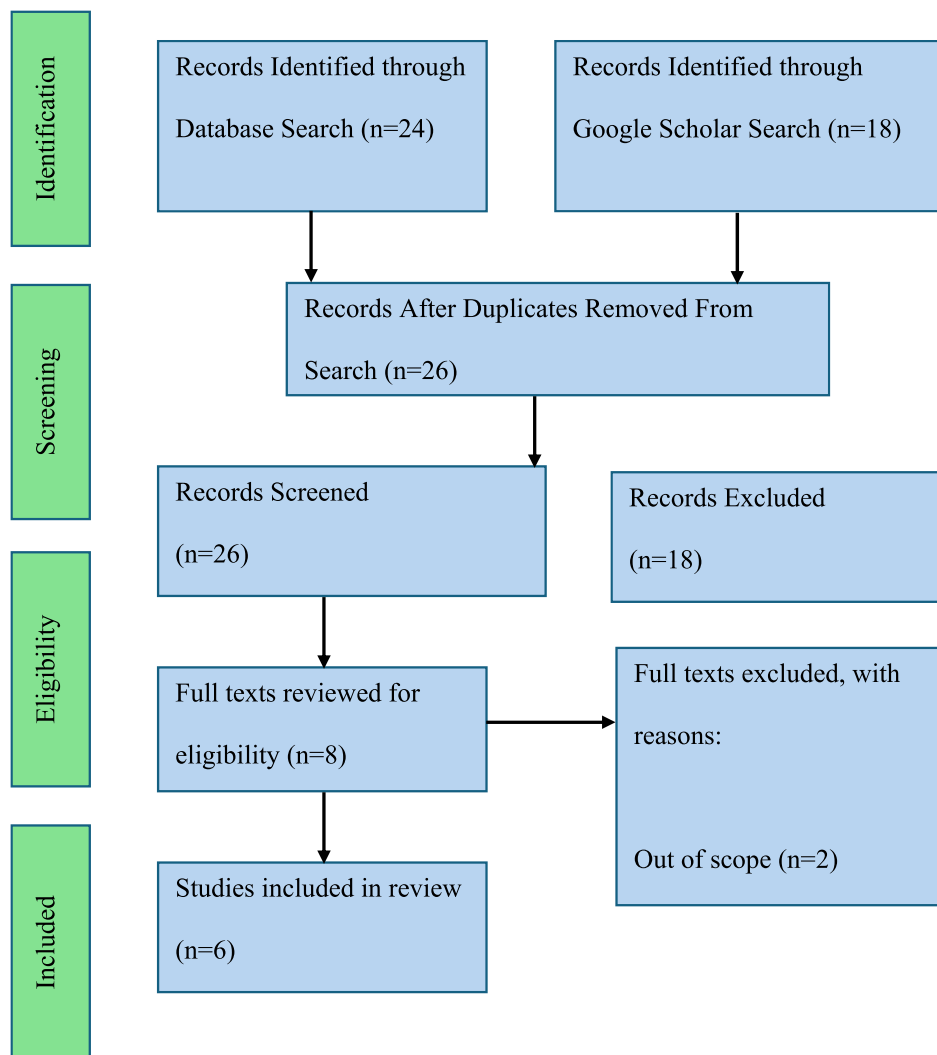 Identification
Records Identified through
Database Search (n=24)
Records Identified through
Google Scholar Search (n=18)
Screening
Records After Duplicates Removed From
Search (n=26)
Records Screened
(n=26)
Records Excluded
(n=18)
Eligibility
Full texts reviewed for
eligibility (n=8)
Full texts excluded, with
reasons:
Out of scope (n=2)
Included
Studies included in review
(n=6)